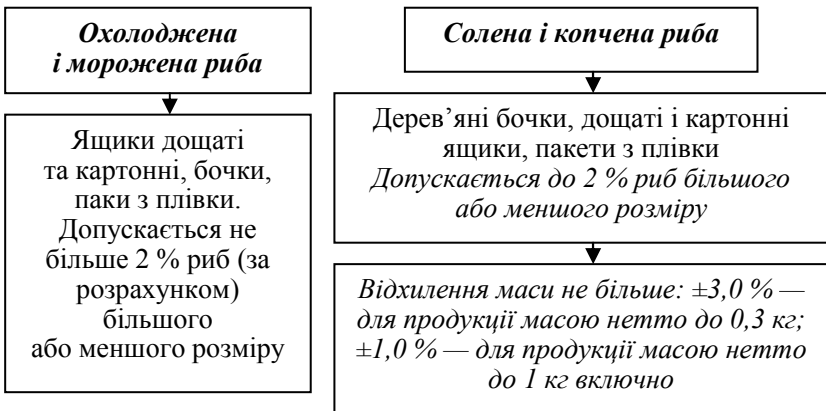 Охолоджена
і морожена риба
Ящики дощаті
та картонні, бочки,
паки з плівки.
Допускається не
більше 2 % риб (за
розрахунком)
більшого
або меншого розміру
Солена і копчена риба
Дерев’яні бочки, дощаті і картонні
ящики, пакети з плівки
Допускається до 2 % риб більшого
або меншого розміру
Відхилення маси не більше: ±3,0 % —
для продукції масою нетто до 0,3 кг;
±1,0 % — для продукції масою нетто
до 1 кг включно